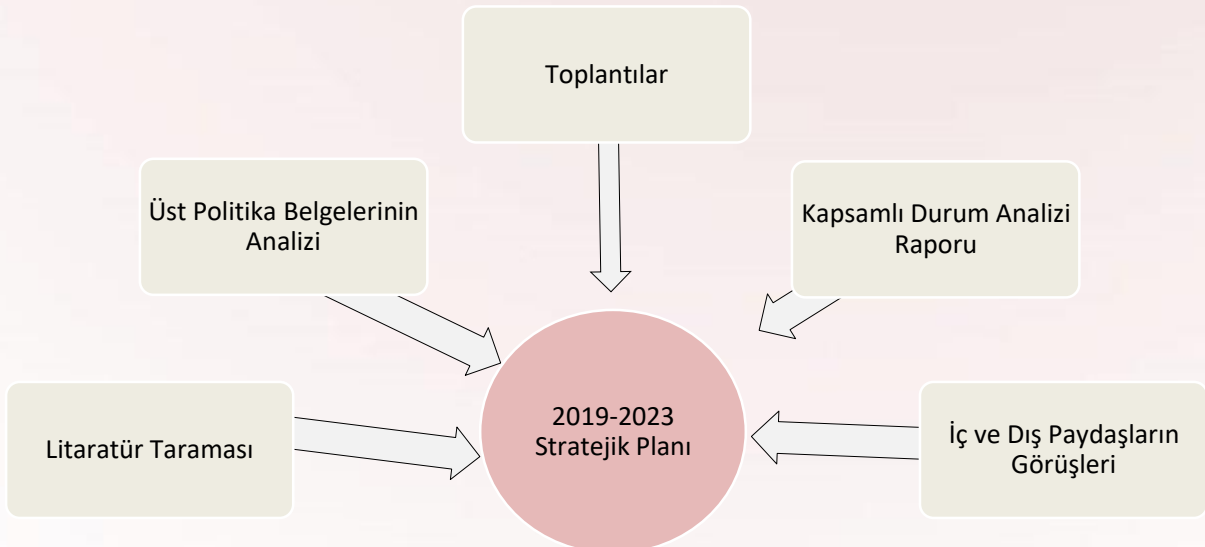 Toplantılar
Üst Politika Belgelerinin
Analizi
Kapsamlı Durum Analizi
Raporu
Litaratür Taraması
2019-2023
Stratejik Planı
İç ve Dış Paydaşların
Görüşleri